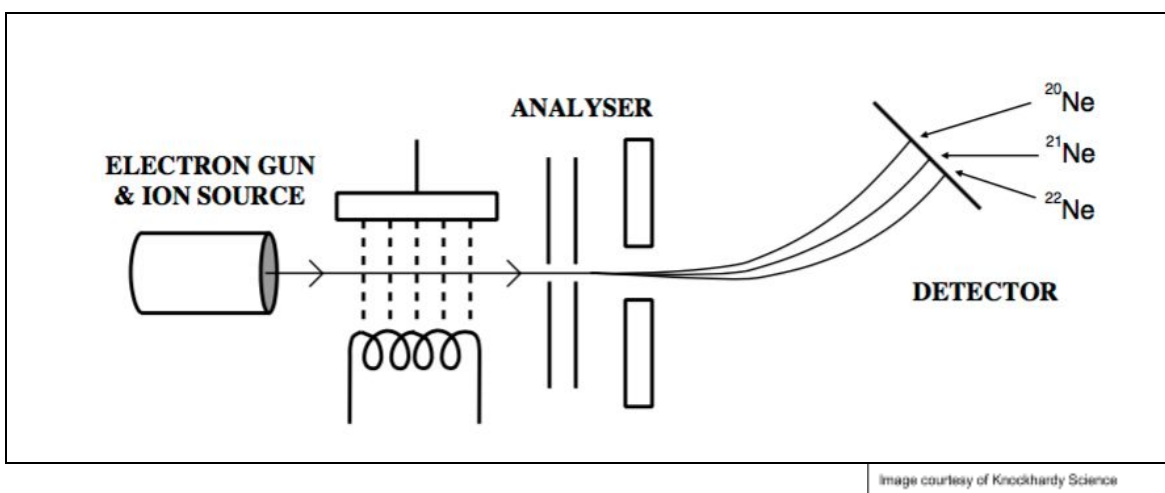 ANALYSER
ELECTRON GUN
& ION SOURCE
²⁰Ne
²¹Ne
²²Ne
DETECTOR
Image courtesy of Knockhardy Science